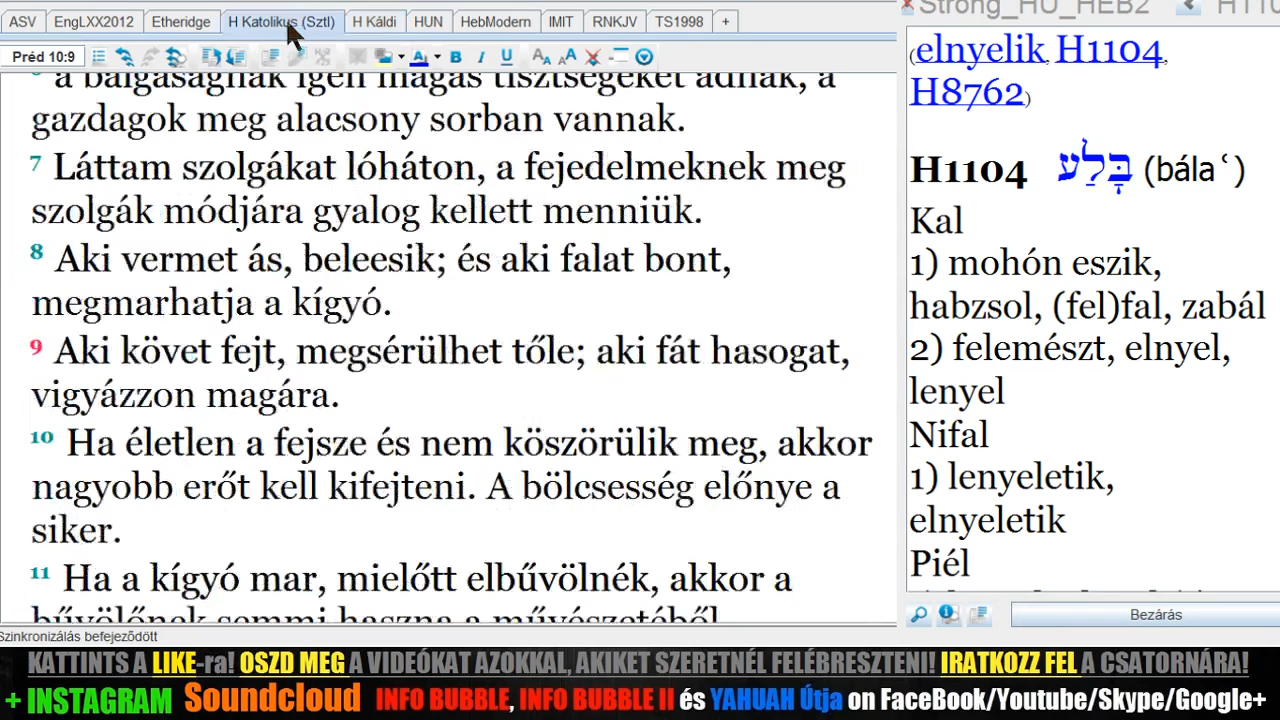 ASV EngLXX2012 Etheridge H Katolikus (Sztl) H Káldi HUN HebModern IMIT RNKJV TS1998 +
Préd 10:9
a balgaságnak igen magas tisztségeket adnak, a
gazdagok meg alacsony sorban vannak.
7 Láttam szolgákat lóháton, a fejedelmeknek meg
szolgák módjára gyalog kellett menniük.
8 Aki vermet ás, beleesik; és aki falat bont,
megmarhatja a kígyó.
9 Aki követ fejt, megsérülhet tőle; aki fát hasogat,
vigyázzon magára.
10 Ha életlen a fejsze és nem köszörülik meg, akkor
nagyobb erőt kell kifejteni. A bölcsesség előnye a
siker.
11 Ha a kígyó mar, mielőtt elbűvölnék, akkor a
bűvölőnek semmi haszna a művészetéből.
Szinkronizálás befejeződött
Strong_HU_HEB2
(elnyelik H1104,
H8762)
H1104 בָּלַע (bálaʿ)
Kal
1) mohón eszik,
habzsol, (fel)fal, zabál
2) felemészt, elnyel,
lenyel
Nifal
1) lenyeletik,
elnyeletik
Piél
Bezárás
KATTINTS A LIKE-ra! OSZD MEG A VIDEÓKAT AZOKKAL, AKIKET SZERETNÉL FELÉBRESZTENI! IRATKOZZ FEL A CSATORNÁRA!
+ INSTAGRAM Soundcloud INFO BUBBLE, INFO BUBBLE II és YAHUAH Útja on FaceBook/Youtube/Skype/Google+